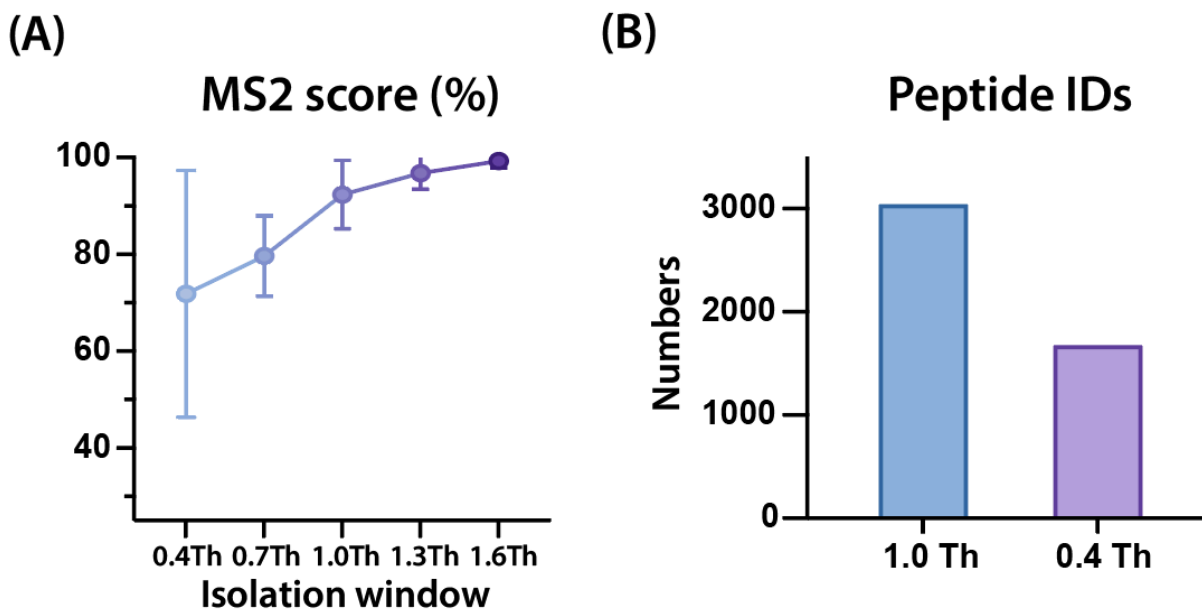 (A)
MS2 score (%)
100
80
60
40
0.4Th 0.7Th 1.0Th 1.3Th 1.6Th
Isolation window
(B)
Peptide IDs
Numbers
3000
2000
1000
0
1.0 Th 0.4 Th